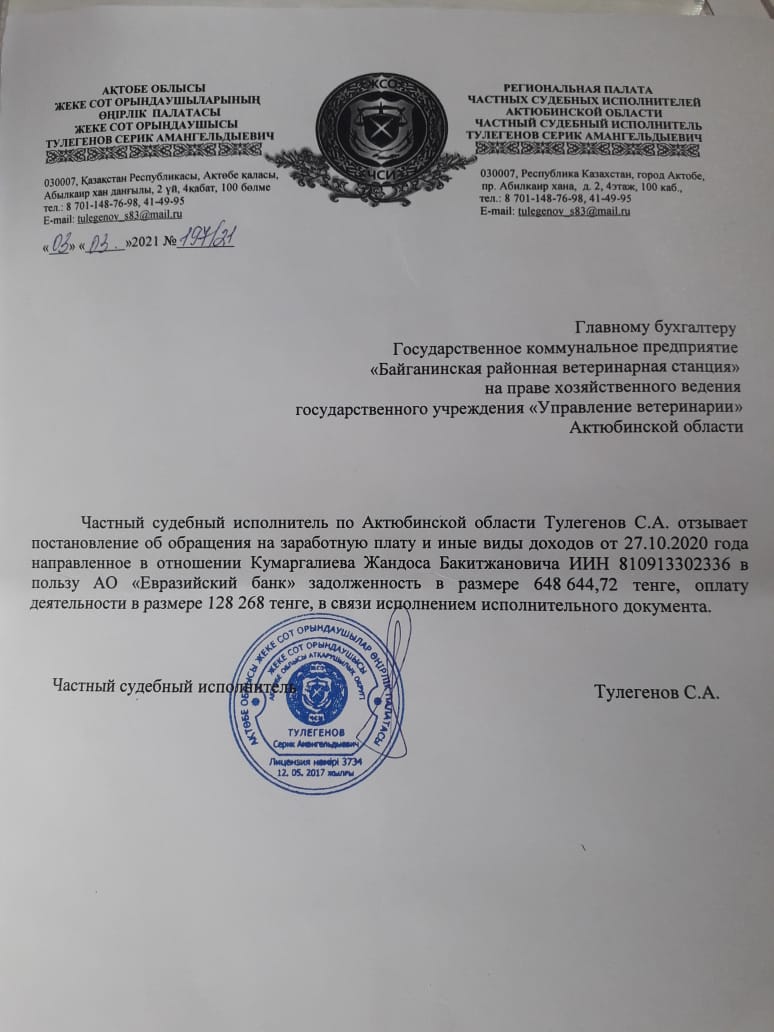 АҚТОБЕ ОБЛЫСЫ
ЖЕКЕ СОТ ОРЫНДАУШЫЛАРЫНЫҢ
ӨҢІРЛІК ПАЛАТАСЫ
ЖЕКЕ СОТ ОРЫНДАУШЫСЫ
ТУЛЕГЕНОВ СЕРИК АМАНГЕЛЬДЫЕВИЧ
030007, Қазақстан Республикасы, Ақтөбе қаласы,
Абылкаир хан даңғылы, 2 үй, 4қабат, 100 бөлме
тел.: 8 701-148-76-98, 41-49-95
E-mail: tulegenov_s83@mail.ru
«03» «03.»2021 №197/21
ЖСО
ЧСИ
РЕГИОНАЛЬНАЯ ПАЛАТА
ЧАСТНЫХ СУДЕБНЫХ ИСПОЛНИТЕЛЕЙ
АКТЮБИНСКОЙ ОБЛАСТИ
ЧАСТНЫЙ СУДЕБНЫЙ ИСПОЛНИТЕЛЬ
ТУЛЕГЕНОВ СЕРИК АМАНГЕЛЬДЫЕВИЧ
030007, Республика Казахстан, город Актобе,
пр. Абилкаир хана, д. 2, 4этаж, 100 каб.,
тел.: 8 701-148-76-98, 41-49-95
E-mail: tulegenov_s83@mail.ru
Главному бухгалтеру
Государственное коммунальное предприятие
«Байганинская районная ветеринарная станция»
на праве хозяйственного ведения
государственного учреждения «Управление ветеринарии»
Актюбинской области
Частный судебный исполнитель по Актюбинской области Тулегенов С.А. отзывает
постановление об обращения на заработную плату и иные виды доходов от 27.10.2020 года
направленное в отношении Кумаргалиева Жандоса Бакитжановича ИИН 810913302336 в
пользу АО «Евразийский банк» задолженность в размере 648 644,72 тенге, оплату
деятельности в размере 128 268 тенге, в связи исполнением исполнительного документа.
Частный судебный исполнитель
Тулегенов С.А.
АҚТӨБЕ ОБЛЫСЫ ЖЕКЕ СОТ ОРЫНДАУШЫЛАР ӨҢІРЛІК ПАЛАТАСЫ
ЖЕКЕ СОТ ОРЫНДАУШЫСЫ
АҚТӨБЕ ОБЛЫСЫ АТҚАРУШЫЛЫҚ ОКРУГІ
ТУЛЕГЕНОВ
Серик Амангельдыевич
Лицензия нөмірі 3734
12. 05. 2017 жылғы